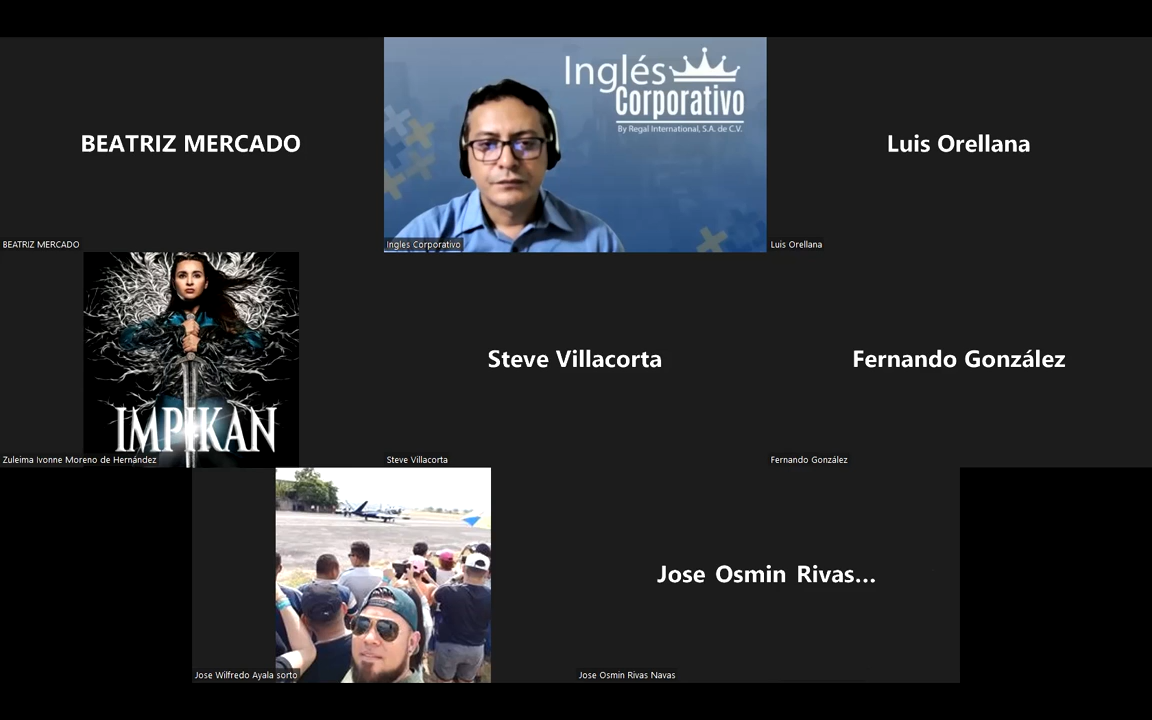 BEATRIZ MERCADO
BEATRIZ MERCADO
Inglés
Corporativo
By Regal International, S.A. de C.V.
Ingles Corporativo
Luis Orellana
Luis Orellana
IMPIKAN
Zuleima Ivonne Moreno de Hernández
Steve Villacorta
Steve Villacorta
Fernando González
Fernando González
Jose Wilfredo Ayala sorto
Jose Osmin Rivas...
Jose Osmin Rivas Navas